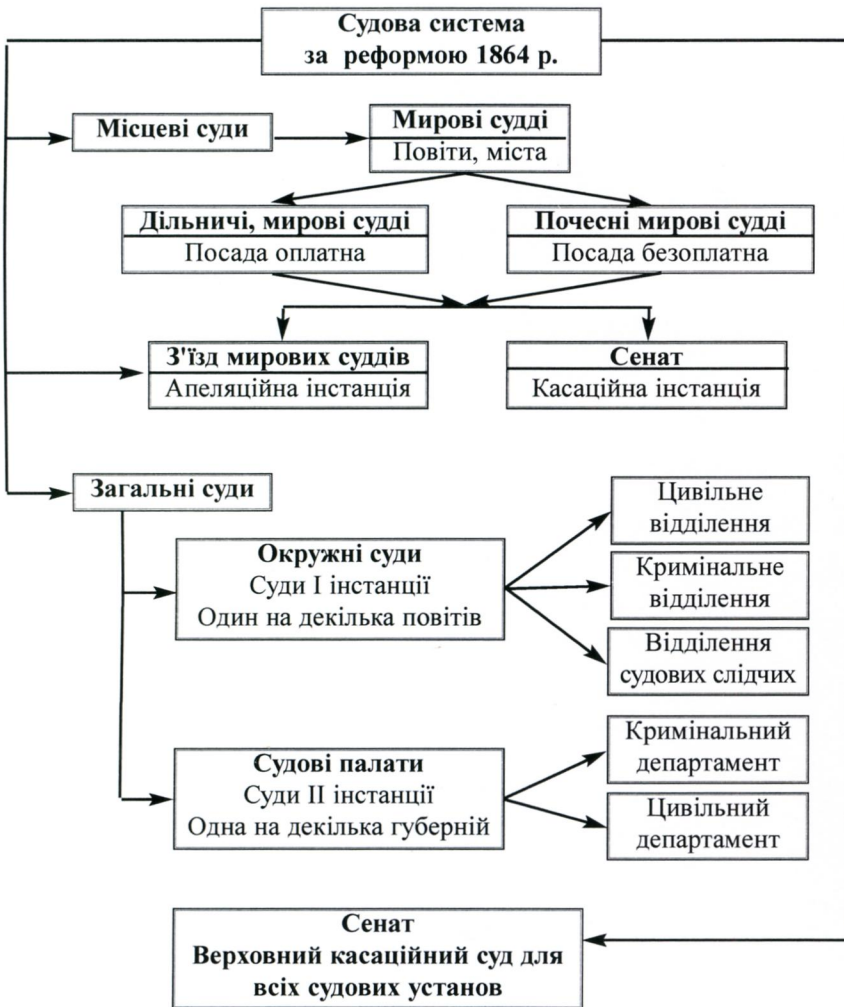 Судова система
за реформою 1864 р.
Місцеві суди
Мирові судді
Повіти, міста
Дільничі, мирові судді
Посада оплатна
Почесні мирові судді
Посада безоплатна
З'їзд мирових суддів
Апеляційна інстанція
Сенат
Касаційна інстанція
Загальні суди
Окружні суди
Суди І інстанції
Один на декілька повітів
Цивільне
відділення
Кримінальне
відділення
Відділення
судових слідчих
Судові палати
Суди ІІ інстанції
Одна на декілька губерній
Кримінальний
департамент
Цивільний
департамент
Сенат
Верховний касаційний суд для
всіх судових установ